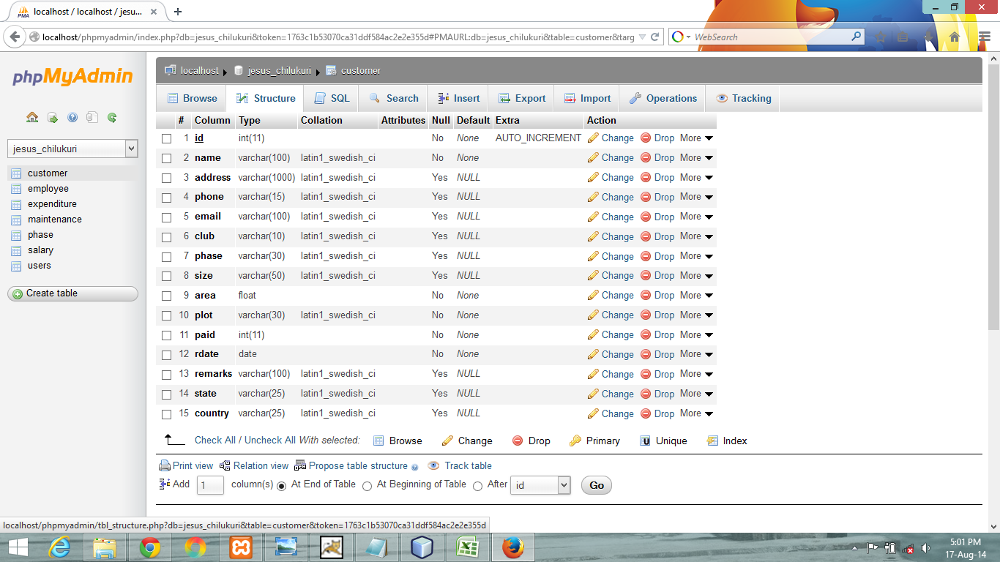 localhost / localhost / jesu...
localhost/phpmyadmin/index.php?db=jesus_chilukuri&token=1763c1b53070ca31ddf584ac2e2e355d#PMAURL:db=jesus_chilukuri&table=customer&targ
WebSearch
phpMyAdmin
jesus_chilukuri
customer
employee
expenditure
maintenance
phase
salary
users
Create table
localhost jesus_chilukuri customer
Browse Structure SQL Search Insert Export Import Operations Tracking
# Column Type Collation Attributes Null Default Extra Action
1 id int(11) No None AUTO_INCREMENT Change Drop More
2 name varchar(100) latin1_swedish_ci No None Change Drop More
3 address varchar(1000) latin1_swedish_ci Yes NULL Change Drop More
4 phone varchar(15) latin1_swedish_ci Yes NULL Change Drop More
5 email varchar(100) latin1_swedish_ci Yes NULL Change Drop More
6 club varchar(10) latin1_swedish_ci Yes NULL Change Drop More
7 phase varchar(30) latin1_swedish_ci Yes NULL Change Drop More
8 size varchar(50) latin1_swedish_ci Yes NULL Change Drop More
9 area float No None Change Drop More
10 plot varchar(30) latin1_swedish_ci No None Change Drop More
11 paid int(11) No None Change Drop More
12 rdate date No None Change Drop More
13 remarks varchar(100) latin1_swedish_ci Yes NULL Change Drop More
14 state varchar(25) latin1_swedish_ci Yes NULL Change Drop More
15 country varchar(25) latin1_swedish_ci Yes NULL Change Drop More
Check All / Uncheck All With selected: Browse Change Drop Primary Unique Index
Print view Relation view Propose table structure Track table
Add 1 column(s) At End of Table At Beginning of Table After id Go
localhost/phpmyadmin/tbl_structure.php?db=jesus_chilukuri&table=customer&token=1763c1b53070ca31ddf584ac2e2e355d
5:01 PM
17-Aug-14